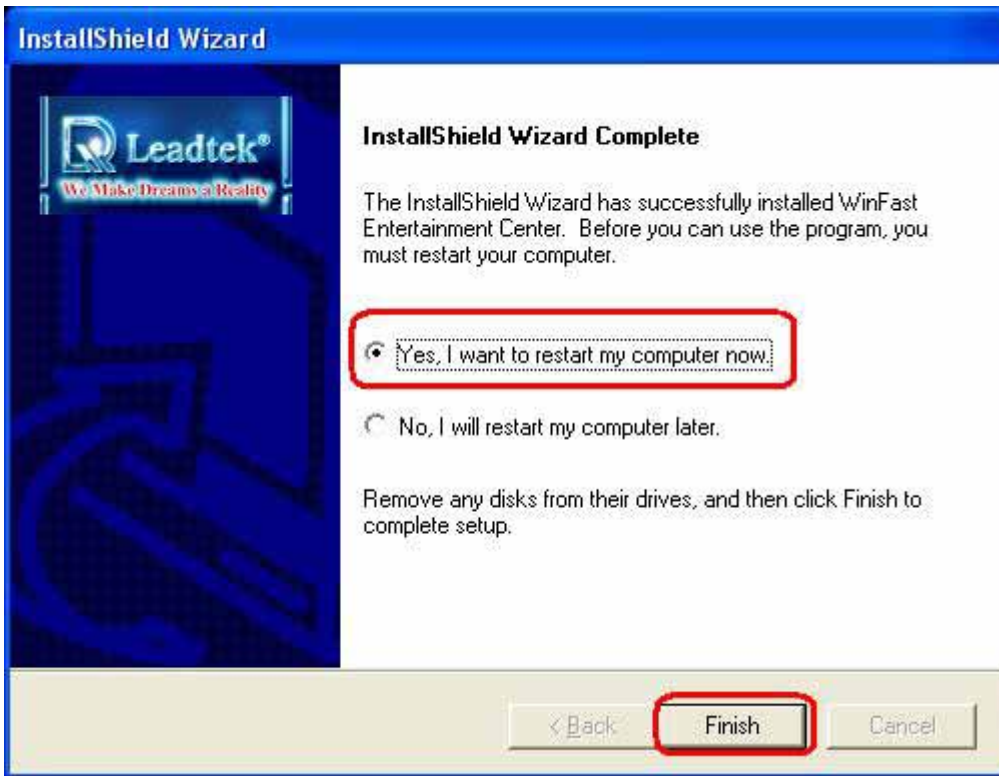 InstallShield Wizard
Leadtek®
We Make Dreams a Reality
InstallShield Wizard Complete
The InstallShield Wizard has successfully installed WinFast
Entertainment Center.  Before you can use the program, you
must restart your computer.
Yes, I want to restart my computer now.
No, I will restart my computer later.
Remove any disks from their drives, and then click Finish to
complete setup.
< Back
Finish
Cancel